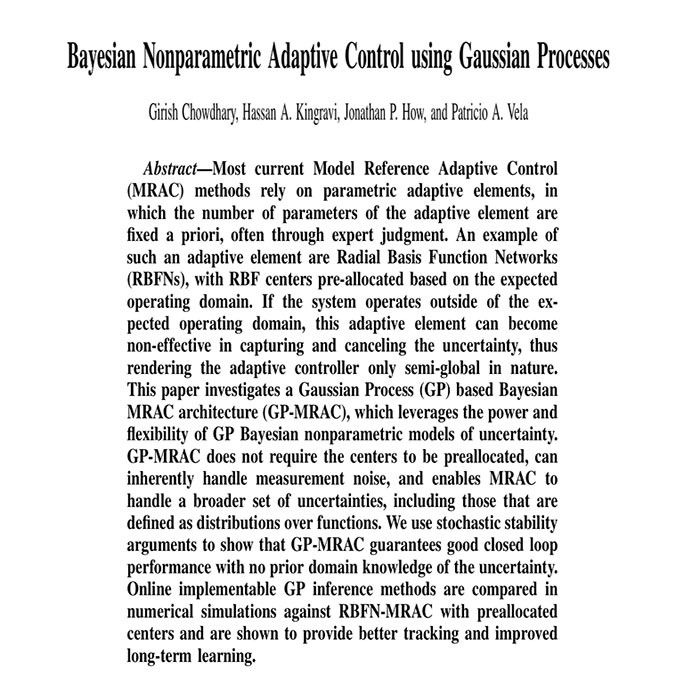 Bayesian Nonparametric Adaptive Control using Gaussian Processes
Girish Chowdhary, Hassan A. Kingravi, Jonathan P. How, and Patricio A. Vela
Abstract—Most current Model Reference Adaptive Control
(MRAC) methods rely on parametric adaptive elements, in
which the number of parameters of the adaptive element are
fixed a priori, often through expert judgment. An example of
such an adaptive element are Radial Basis Function Networks
(RBFNs), with RBF centers pre-allocated based on the expected
operating domain. If the system operates outside of the ex-
pected operating domain, this adaptive element can become
non-effective in capturing and canceling the uncertainty, thus
rendering the adaptive controller only semi-global in nature.
This paper investigates a Gaussian Process (GP) based Bayesian
MRAC architecture (GP-MRAC), which leverages the power and
flexibility of GP Bayesian nonparametric models of uncertainty.
GP-MRAC does not require the centers to be preallocated, can
inherently handle measurement noise, and enables MRAC to
handle a broader set of uncertainties, including those that are
defined as distributions over functions. We use stochastic stability
arguments to show that GP-MRAC guarantees good closed loop
performance with no prior domain knowledge of the uncertainty.
Online implementable GP inference methods are compared in
numerical simulations against RBFN-MRAC with preallocated
centers and are shown to provide better tracking and improved
long-term learning.